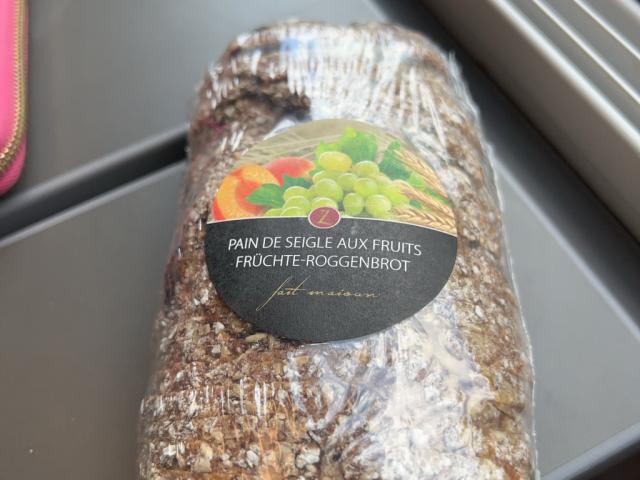 Z
PAIN DE SEIGLE AUX FRUITS
FRÜCHTE-ROGGENBROT
fait maison